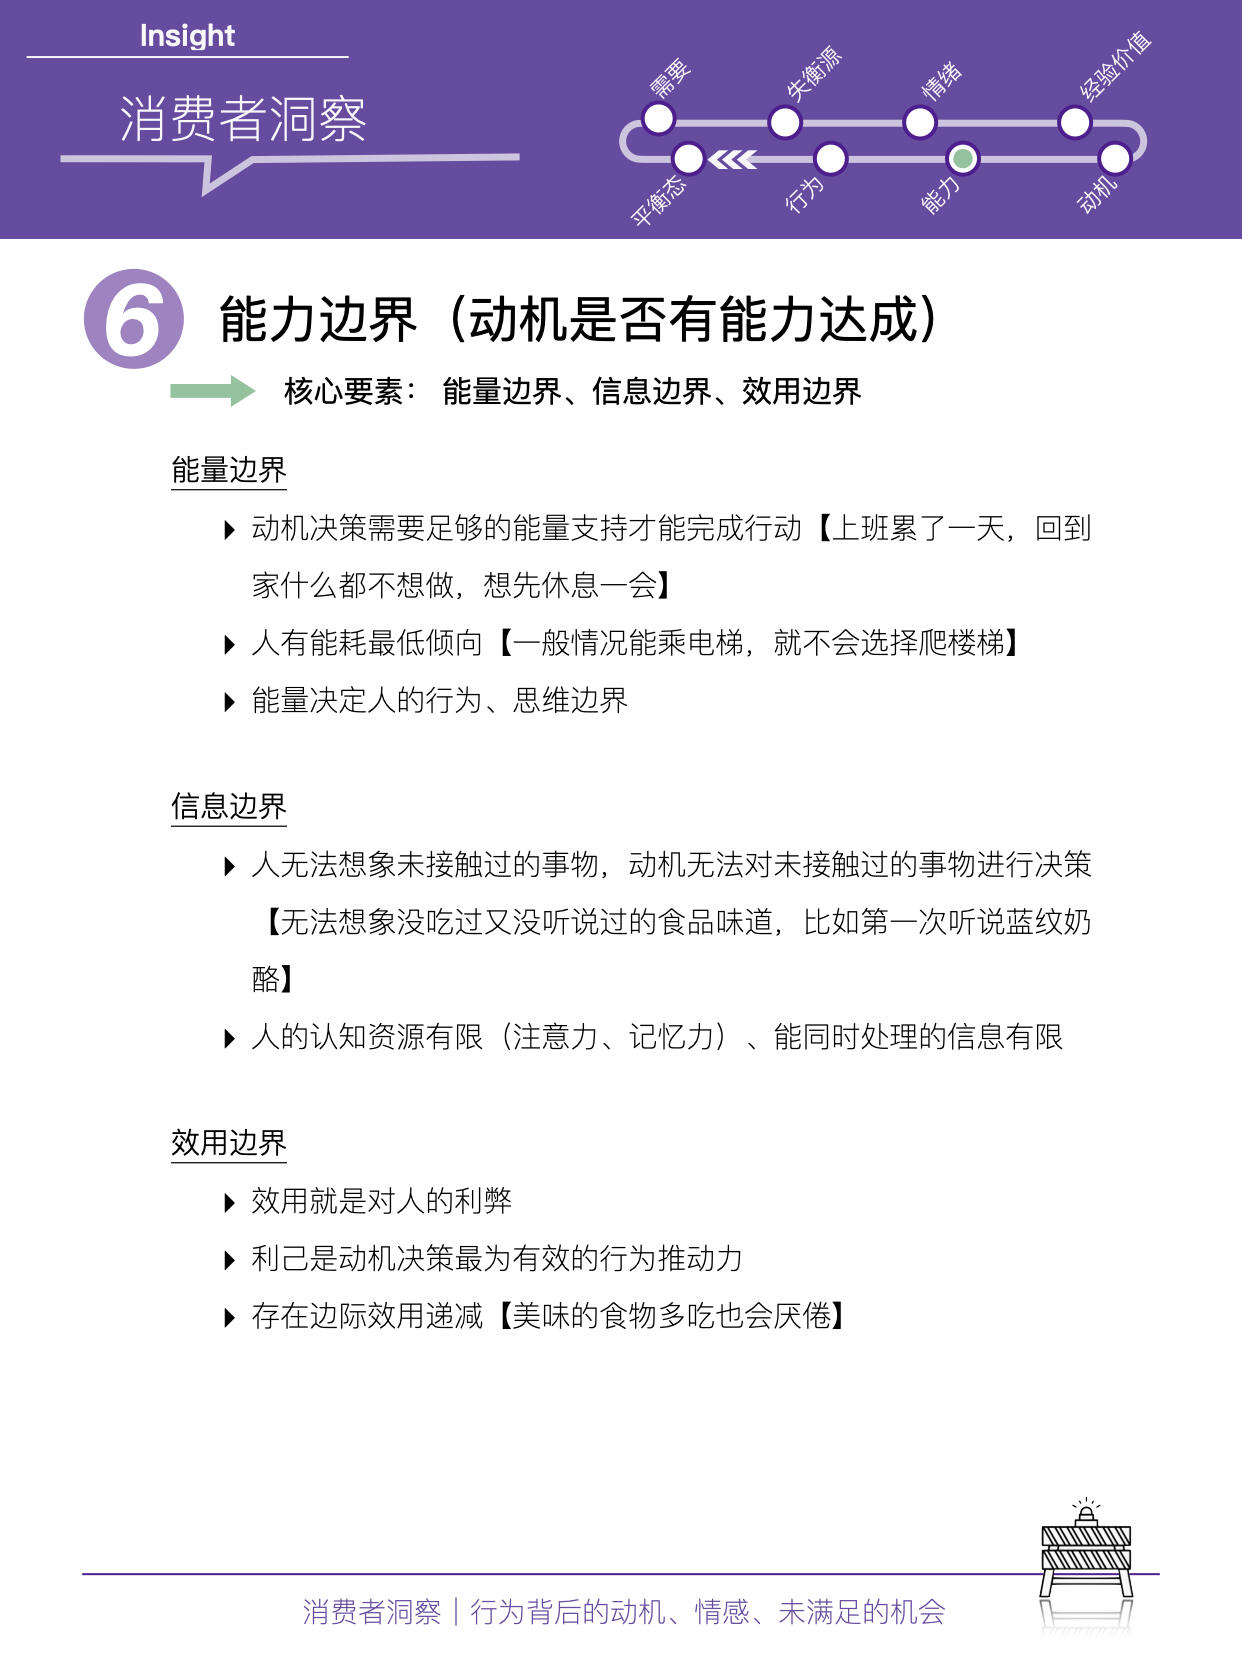 Insight
消费者洞察
需要
失衡源
情绪
经验价值
平衡态
行为
能力
动机
6
能力边界（动机是否有能力达成）
核心要素： 能量边界、信息边界、效用边界
能量边界
动机决策需要足够的能量支持才能完成行动【上班累了一天，回到
家什么都不想做，想先休息一会】
人有能耗最低倾向【一般情况能乘电梯，就不会选择爬楼梯】
能量决定人的行为、思维边界
信息边界
人无法想象未接触过的事物，动机无法对未接触过的事物进行决策
【无法想象没吃过又没听说过的食品味道，比如第一次听说蓝纹奶
酪】
人的认知资源有限（注意力、记忆力）、能同时处理的信息有限
效用边界
效用就是对人的利弊
利己是动机决策最为有效的行为推动力
存在边际效用递减【美味的食物多吃也会厌倦】
消费者洞察｜行为背后的动机、情感、未满足的机会